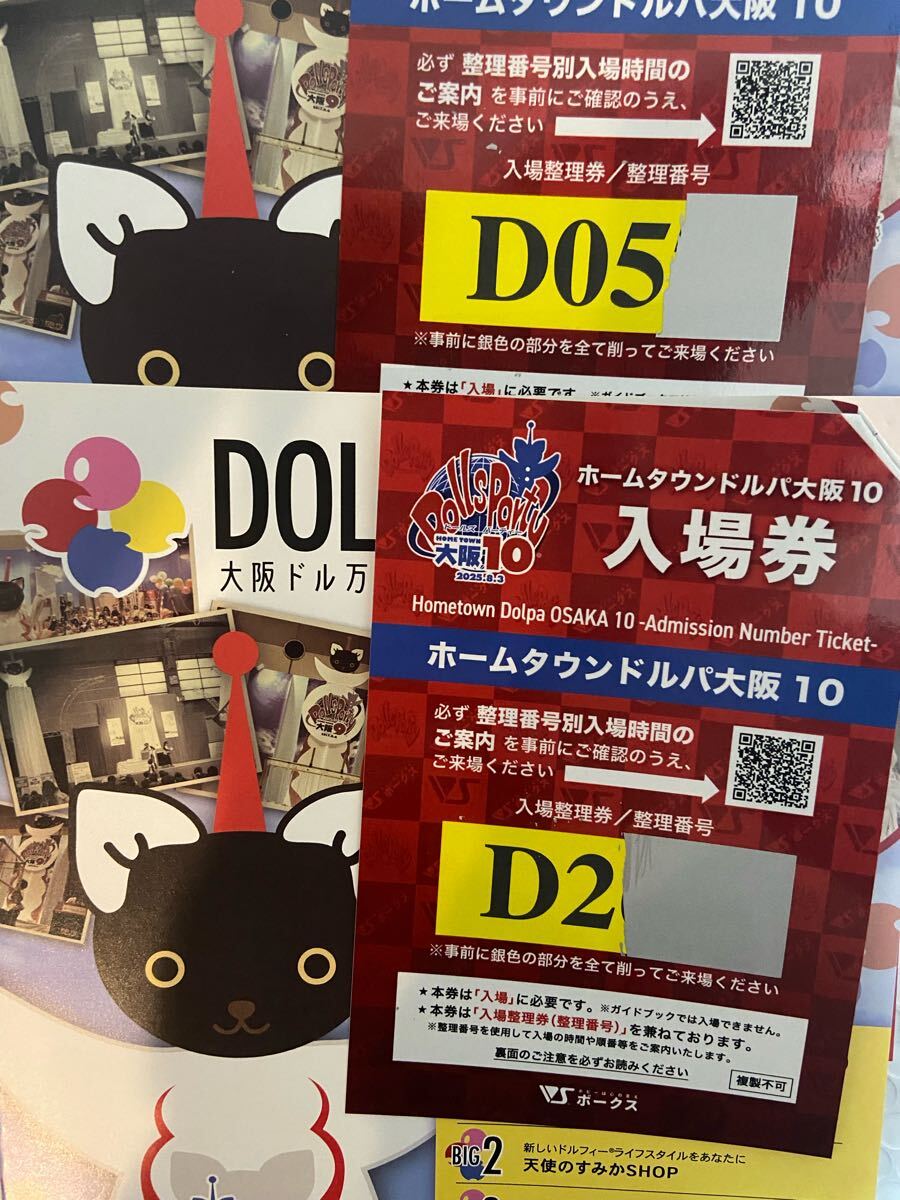 ホームタウンドルパ大阪 10
必ず 整理番号別入場時間の
ご案内 を事前にご確認のうえ、
ご来場ください
入場整理券/整理番号
D05
※事前に銀色の部分を全て削ってご来場ください
★本券は「入場」に必要です。
DOL
大阪ドル万
Dolls Party
ドールズ・パーティー
HOME TOWN
大阪10
2025.8.3
ホームタウンドルパ大阪10
入場券
Hometown Dolpa OSAKA 10 -Admission Number Ticket-
ホームタウンドルパ大阪 10
必ず 整理番号別入場時間の
ご案内 を事前にご確認のうえ、
ご来場ください
入場整理券/整理番号
D2
※事前に銀色の部分を全て削ってご来場ください
★本券は「入場」に必要です。※ガイドブックでは入場できません。
★本券は「入場整理券(整理番号)」を兼ねております。
※整理番号を使用して入場の時間や順番等をご案内いたします。
裏面のご注意を必ずお読みください
複製不可
VS ボークス
BIG 2
新しいドルフィー®ライフスタイルをあなたに
天使のすみかSHOP